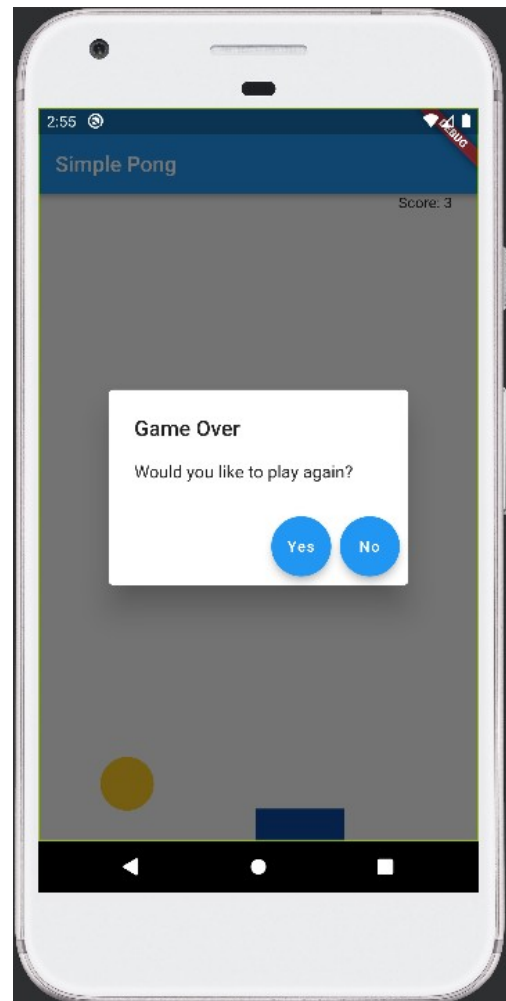 2:55
DEBUG
Simple Pong
Score: 3
Game Over
Would you like to play again?
Yes No